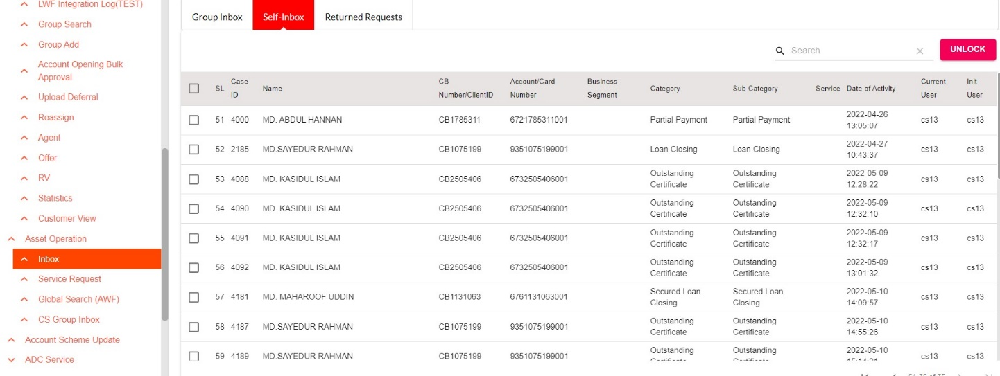 LWF Integration Log(TEST)
Group Search
Group Add
Account Opening Bulk
Approval
Upload Deferral
Reassign
Agent
Offer
RV
Statistics
Customer View
Asset Operation
Inbox
Service Request
Global Search (AWF)
CS Group Inbox
Account Scheme Update
ADC Service
Group Inbox Self-Inbox Returned Requests
Search UNLOCK
SL Case ID Name CB Number/ClientID Account/Card Number Business Segment Category Sub Category Service Date of Activity Current User Init User
51 4000 MD. ABDUL HANNAN CB1785311 6721785311001 Partial Payment Partial Payment 2022-04-26 13:05:07 cs13 cs13
52 2185 MD.SAYEDUR RAHMAN CB1075199 9351075199001 Loan Closing Loan Closing 2022-04-27 10:43:37 cs13 cs13
53 4088 MD. KASIDUL ISLAM CB2505406 6732505406001 Outstanding Certificate Outstanding Certificate 2022-05-09 12:28:22 cs13 cs13
54 4090 MD. KASIDUL ISLAM CB2505406 6732505406001 Outstanding Certificate Outstanding Certificate 2022-05-09 12:32:10 cs13 cs13
55 4091 MD. KASIDUL ISLAM CB2505406 6732505406001 Outstanding Certificate Outstanding Certificate 2022-05-09 12:32:17 cs13 cs13
56 4092 MD. KASIDUL ISLAM CB2505406 6732505406001 Outstanding Certificate Outstanding Certificate 2022-05-09 13:01:32 cs13 cs13
57 4181 MD. MAHAROOF UDDIN CB1131063 6761131063001 Secured Loan Closing Secured Loan Closing 2022-05-10 14:09:57 cs13 cs13
58 4187 MD.SAYEDUR RAHMAN CB1075199 9351075199001 Outstanding Certificate Outstanding Certificate 2022-05-10 14:55:26 cs13 cs13
59 4189 MD.SAYEDUR RAHMAN CB1075199 9351075199001 Outstanding Outstanding 2022-05-10 cs13 cs13